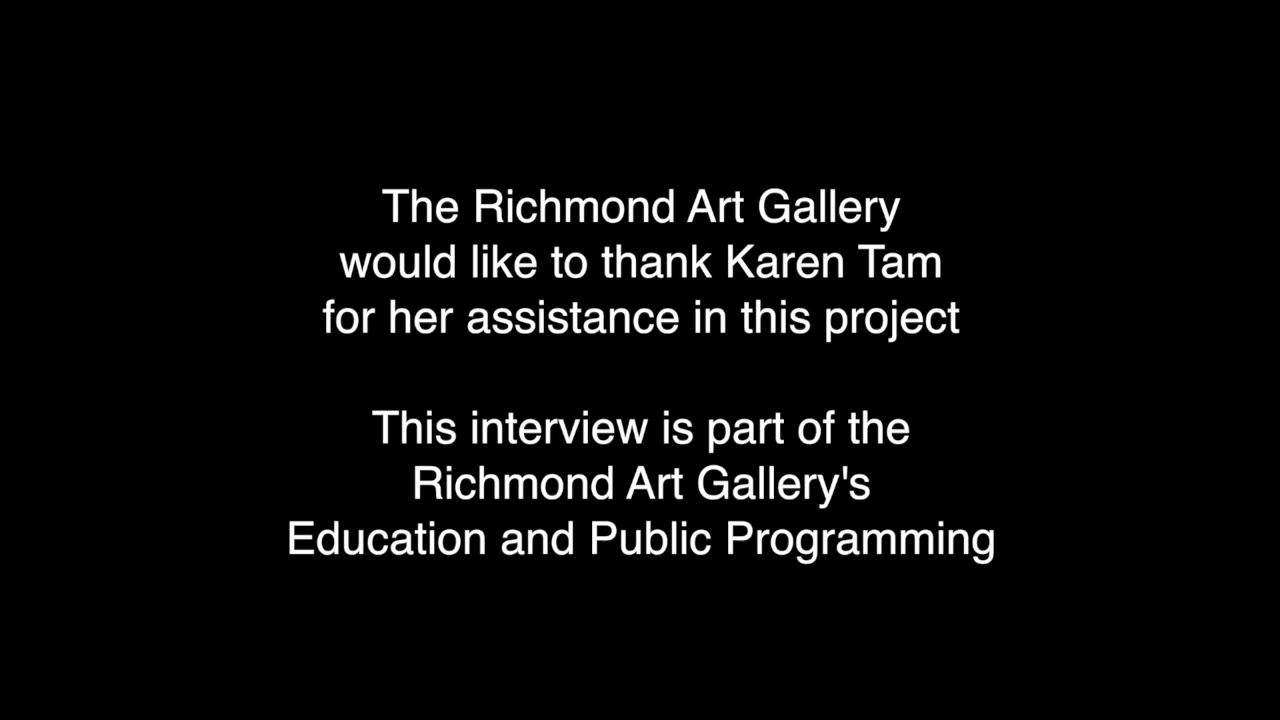 The Richmond Art Gallery
would like to thank Karen Tam
for her assistance in this project
This interview is part of the
Richmond Art Gallery's
Education and Public Programming